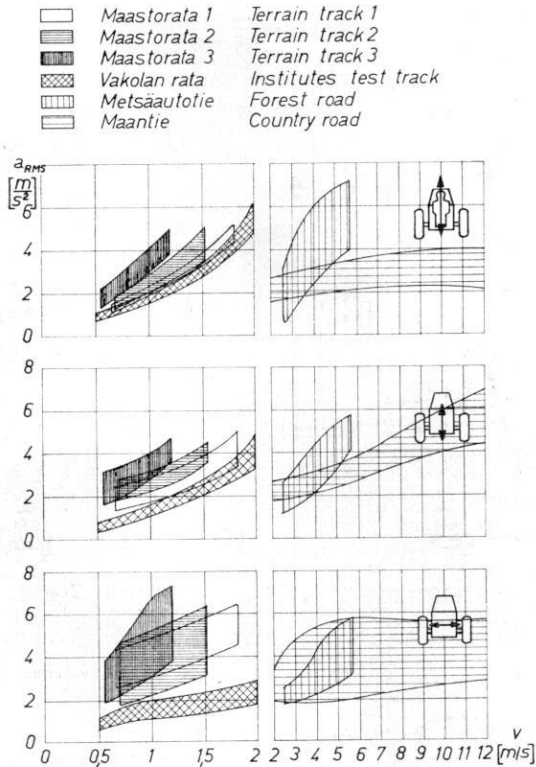 Maastorata 1 Terrain track 1
Maastorata 2 Terrain track 2
Maastorata 3 Terrain track 3
Vakolan rata Institutes test track
Metsäautotie Forest road
Maantie Country road
aRMS
[m/s²]
6
4
2
0
8
6
4
2
0
8
6
4
2
0
0 0,5 1 1,5 2 2 3 4 5 6 7 8 9 10 11 12
v
[m/s]